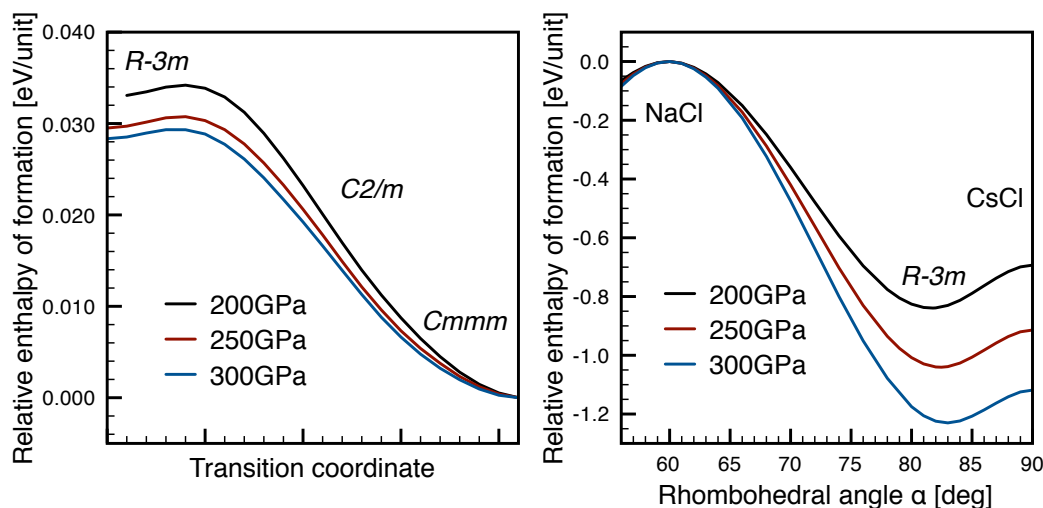 Relative enthalpy of formation [eV/unit]
0.040
0.030
0.020
0.010
0.000
R-3m
C2/m
Cmmm
200GPa
250GPa
300GPa
Transition coordinate
Relative enthalpy of formation [eV/unit]
0.0
-0.2
-0.4
-0.6
-0.8
-1.0
-1.2
NaCl
CsCl
R-3m
200GPa
250GPa
300GPa
60 65 70 75 80 85 90
Rhombohedral angle α [deg]